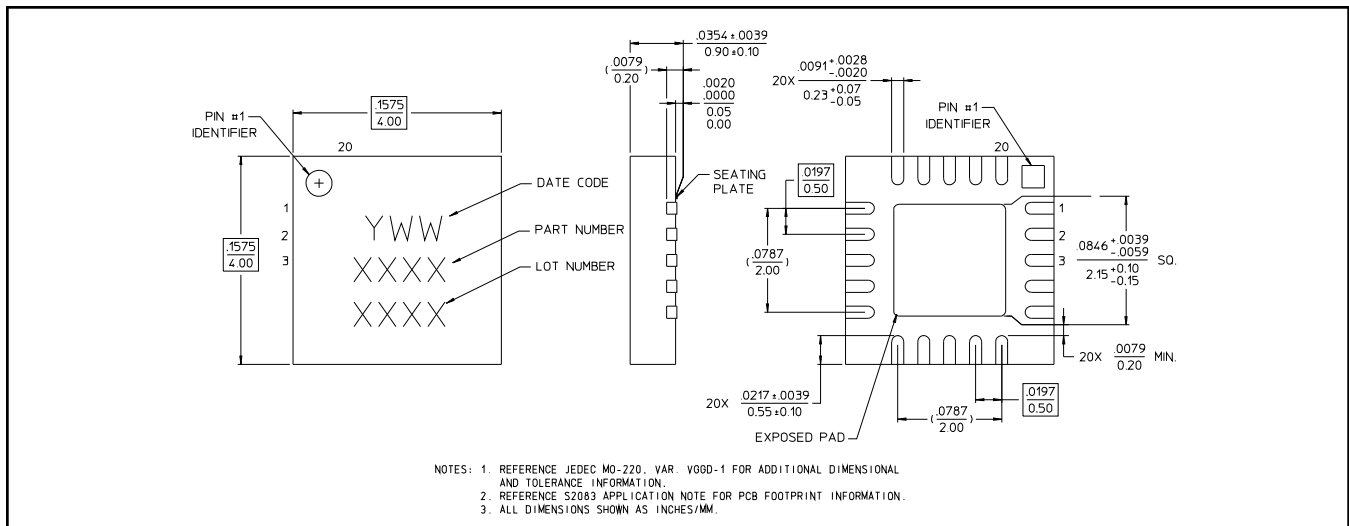 .0354±.0039
0.90±0.10
(.0079
0.20)
.0020
.0000
0.05
0.00
.1575
4.00
PIN #1
IDENTIFIER
20
.1575
4.00
1
2
3
YWW
XXXX
XXXX
DATE CODE
PART NUMBER
LOT NUMBER
SEATING
PLATE
20X .0091 +.0028 -.0020
0.23 +0.07 -0.05
PIN #1
IDENTIFIER
20
.0197
0.50
(.0787
2.00)
1
2
3
.0846 +.0039 -.0059 SQ.
2.15 +0.10 -0.15
20X .0079 MIN.
0.20
20X .0217±.0039
0.55±0.10
.0197
0.50
(.0787
2.00)
EXPOSED PAD
NOTES: 1. REFERENCE JEDEC MO-220, VAR. VGGD-1 FOR ADDITIONAL DIMENSIONAL
AND TOLERANCE INFORMATION.
2. REFERENCE S2083 APPLICATION NOTE FOR PCB FOOTPRINT INFORMATION.
3. ALL DIMENSIONS SHOWN AS INCHES/MM.